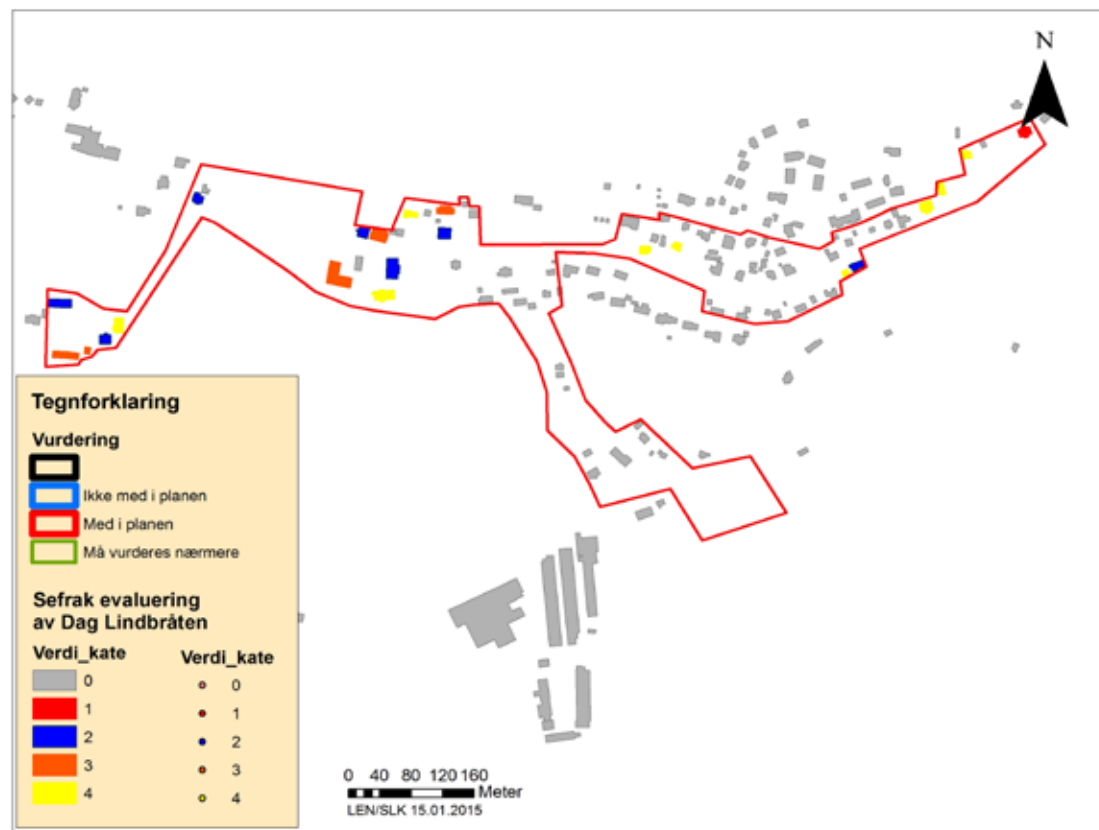 N
Tegnforklaring
Vurdering
Ikke med i planen
Med i planen
Må vurderes nærmere
Sefrak evaluering
av Dag Lindbråten
Verdi_kate
0
1
2
3
4
Verdi_kate
0
1
2
3
4
0 40 80 120 160
Meter
LEN/SLK 15.01.2015